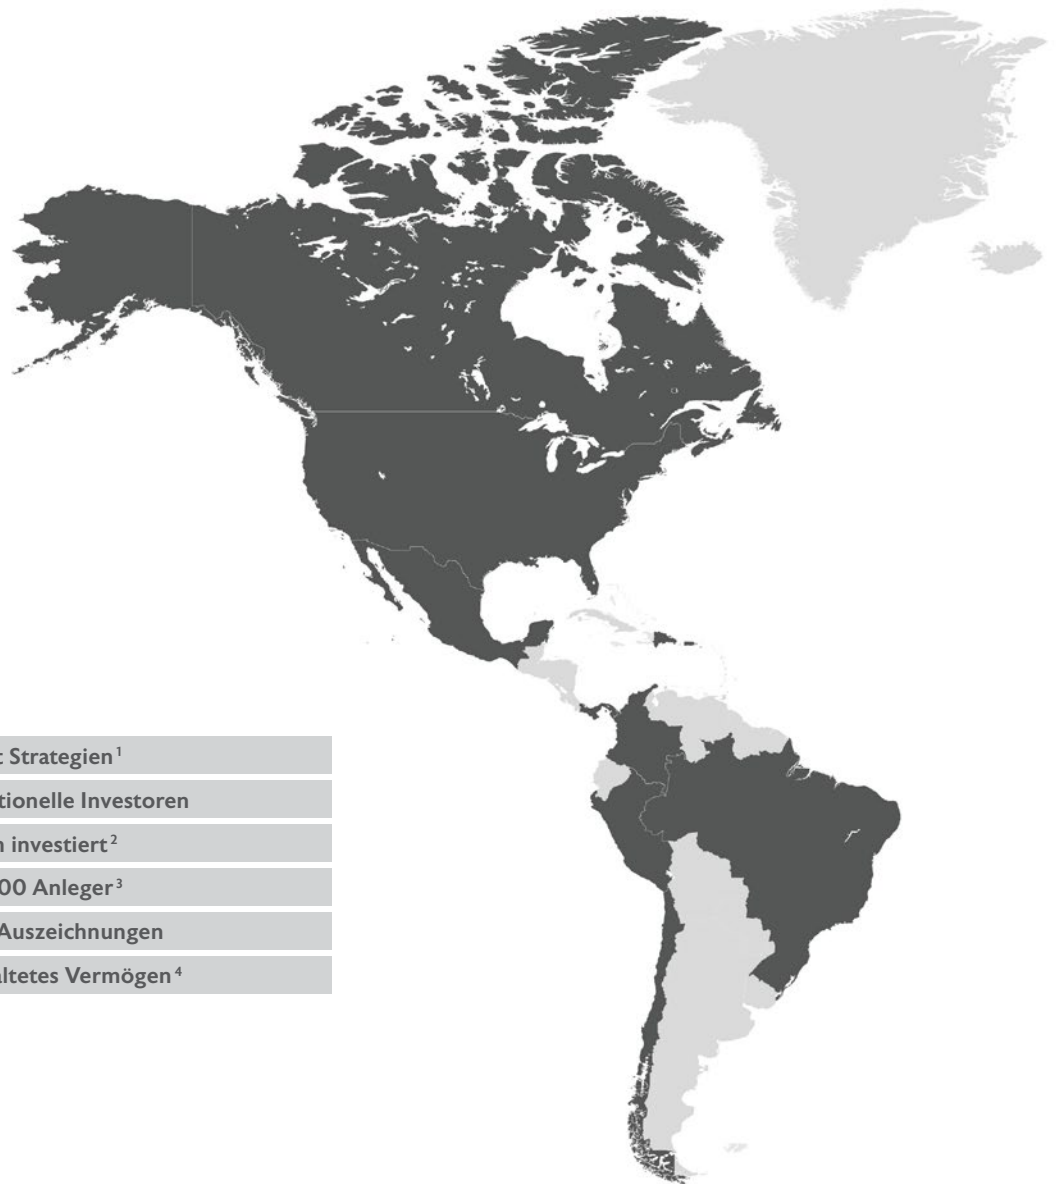 t Strategien¹
tionelle Investoren
n investiert²
00 Anleger³
Auszeichnungen
altetes Vermögen⁴